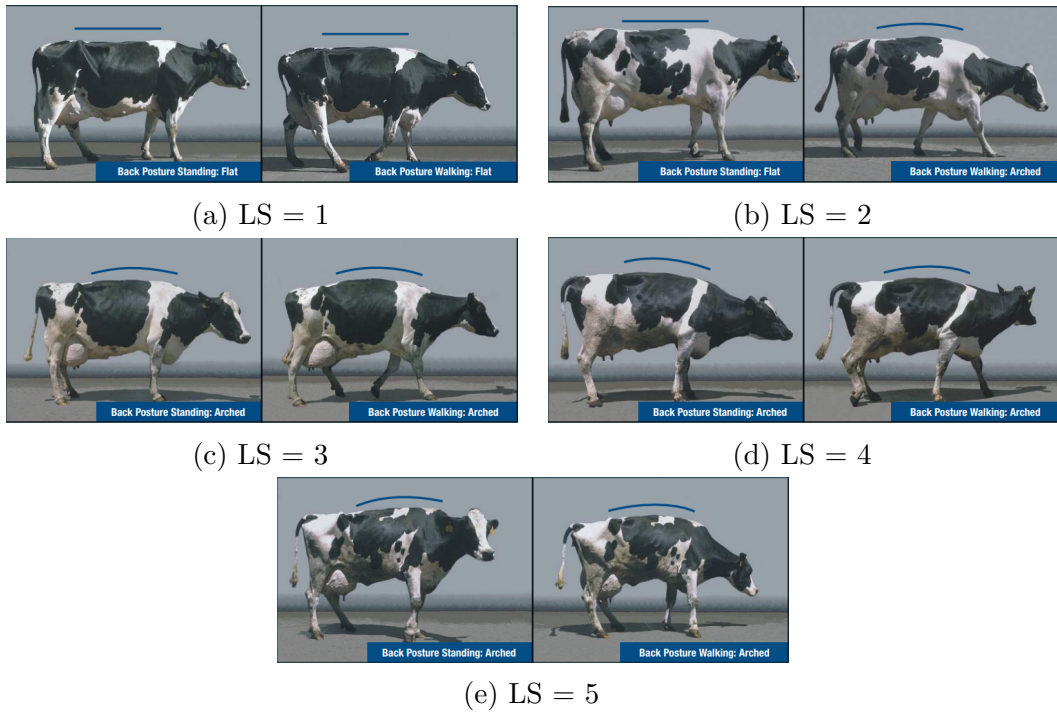 Back Posture Standing: Flat
Back Posture Walking: Flat
Back Posture Standing: Flat
Back Posture Walking: Arched
(a) LS = 1
(b) LS = 2
Back Posture Standing: Arched
Back Posture Walking: Arched
Back Posture Standing: Arched
Back Posture Walking: Arched
(c) LS = 3
(d) LS = 4
Back Posture Standing: Arched
Back Posture Walking: Arched
(e) LS = 5